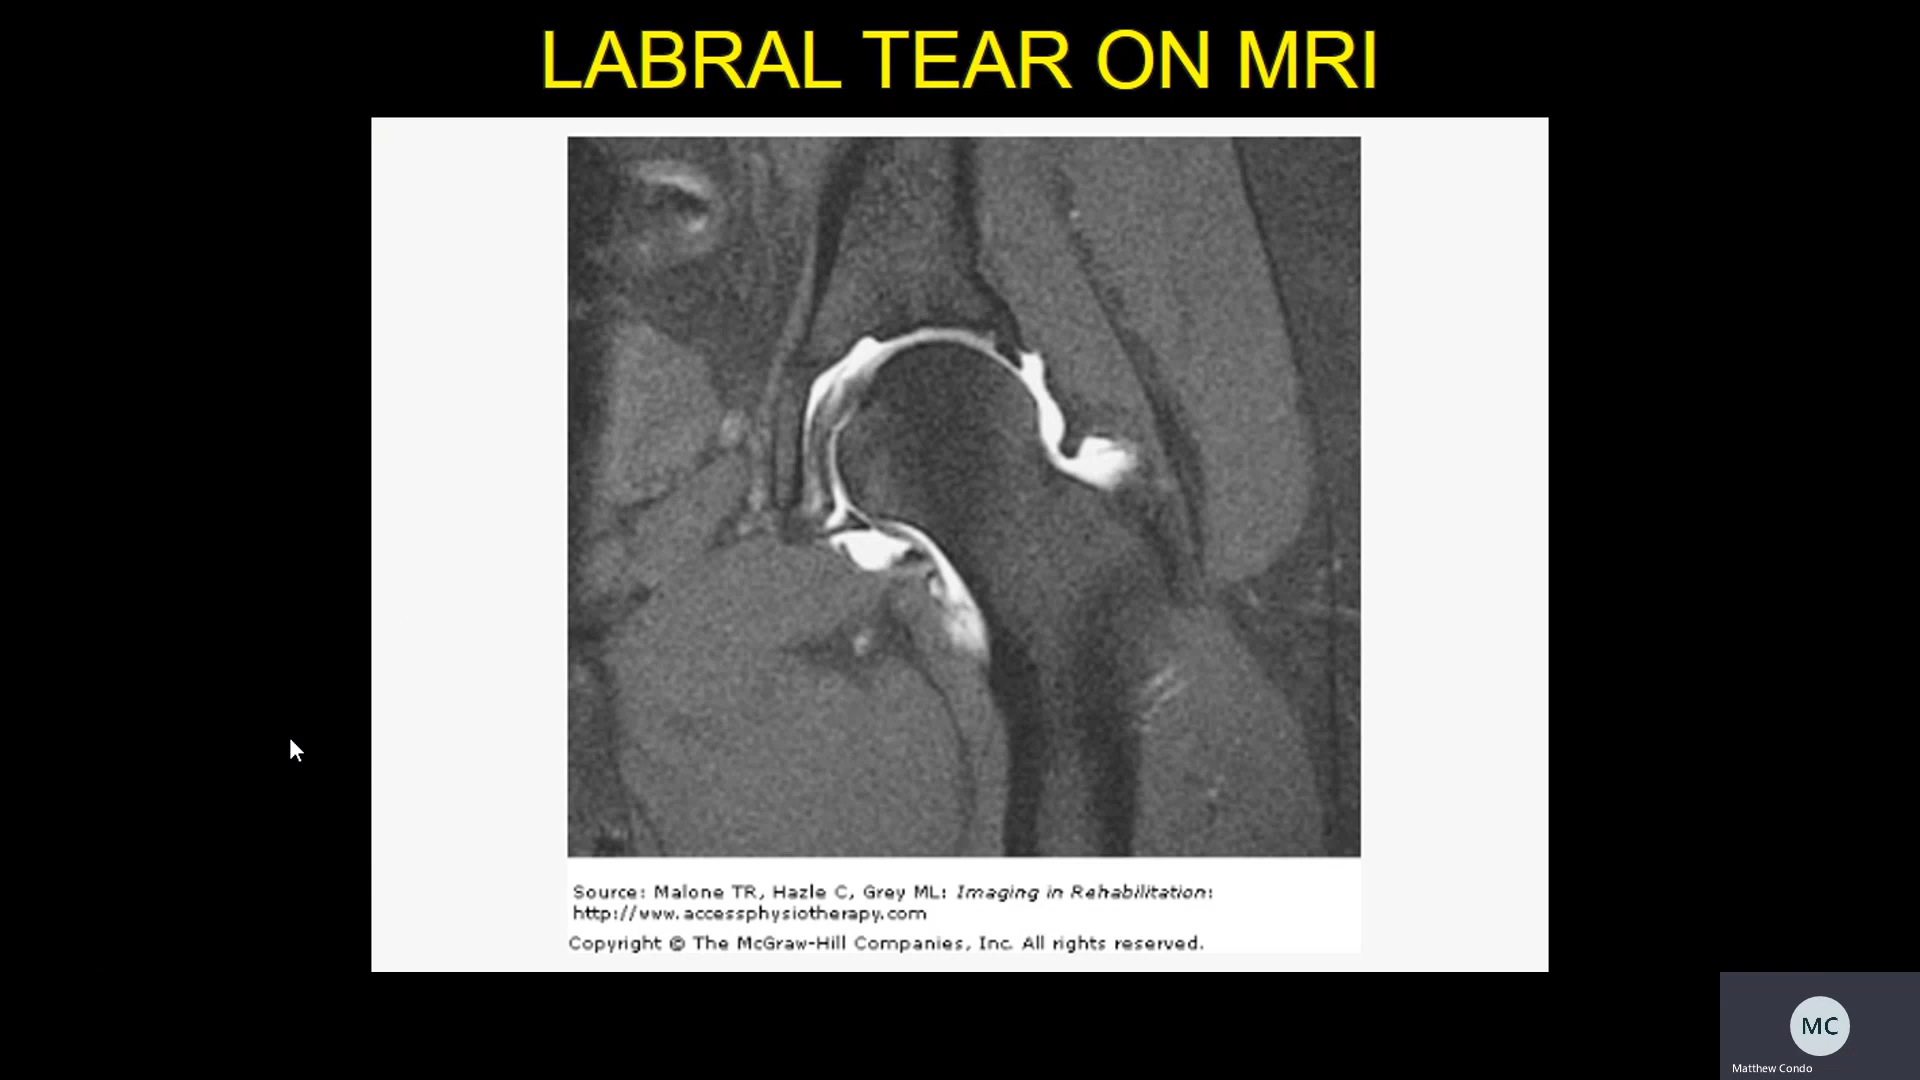 LABRAL TEAR ON MRI
Source: Malone TR, Hazle C, Grey ML: Imaging in Rehabilitation:
http://www.accessphysiotherapy.com
Copyright © The McGraw-Hill Companies, Inc. All rights reserved.
MC
Matthew Condo